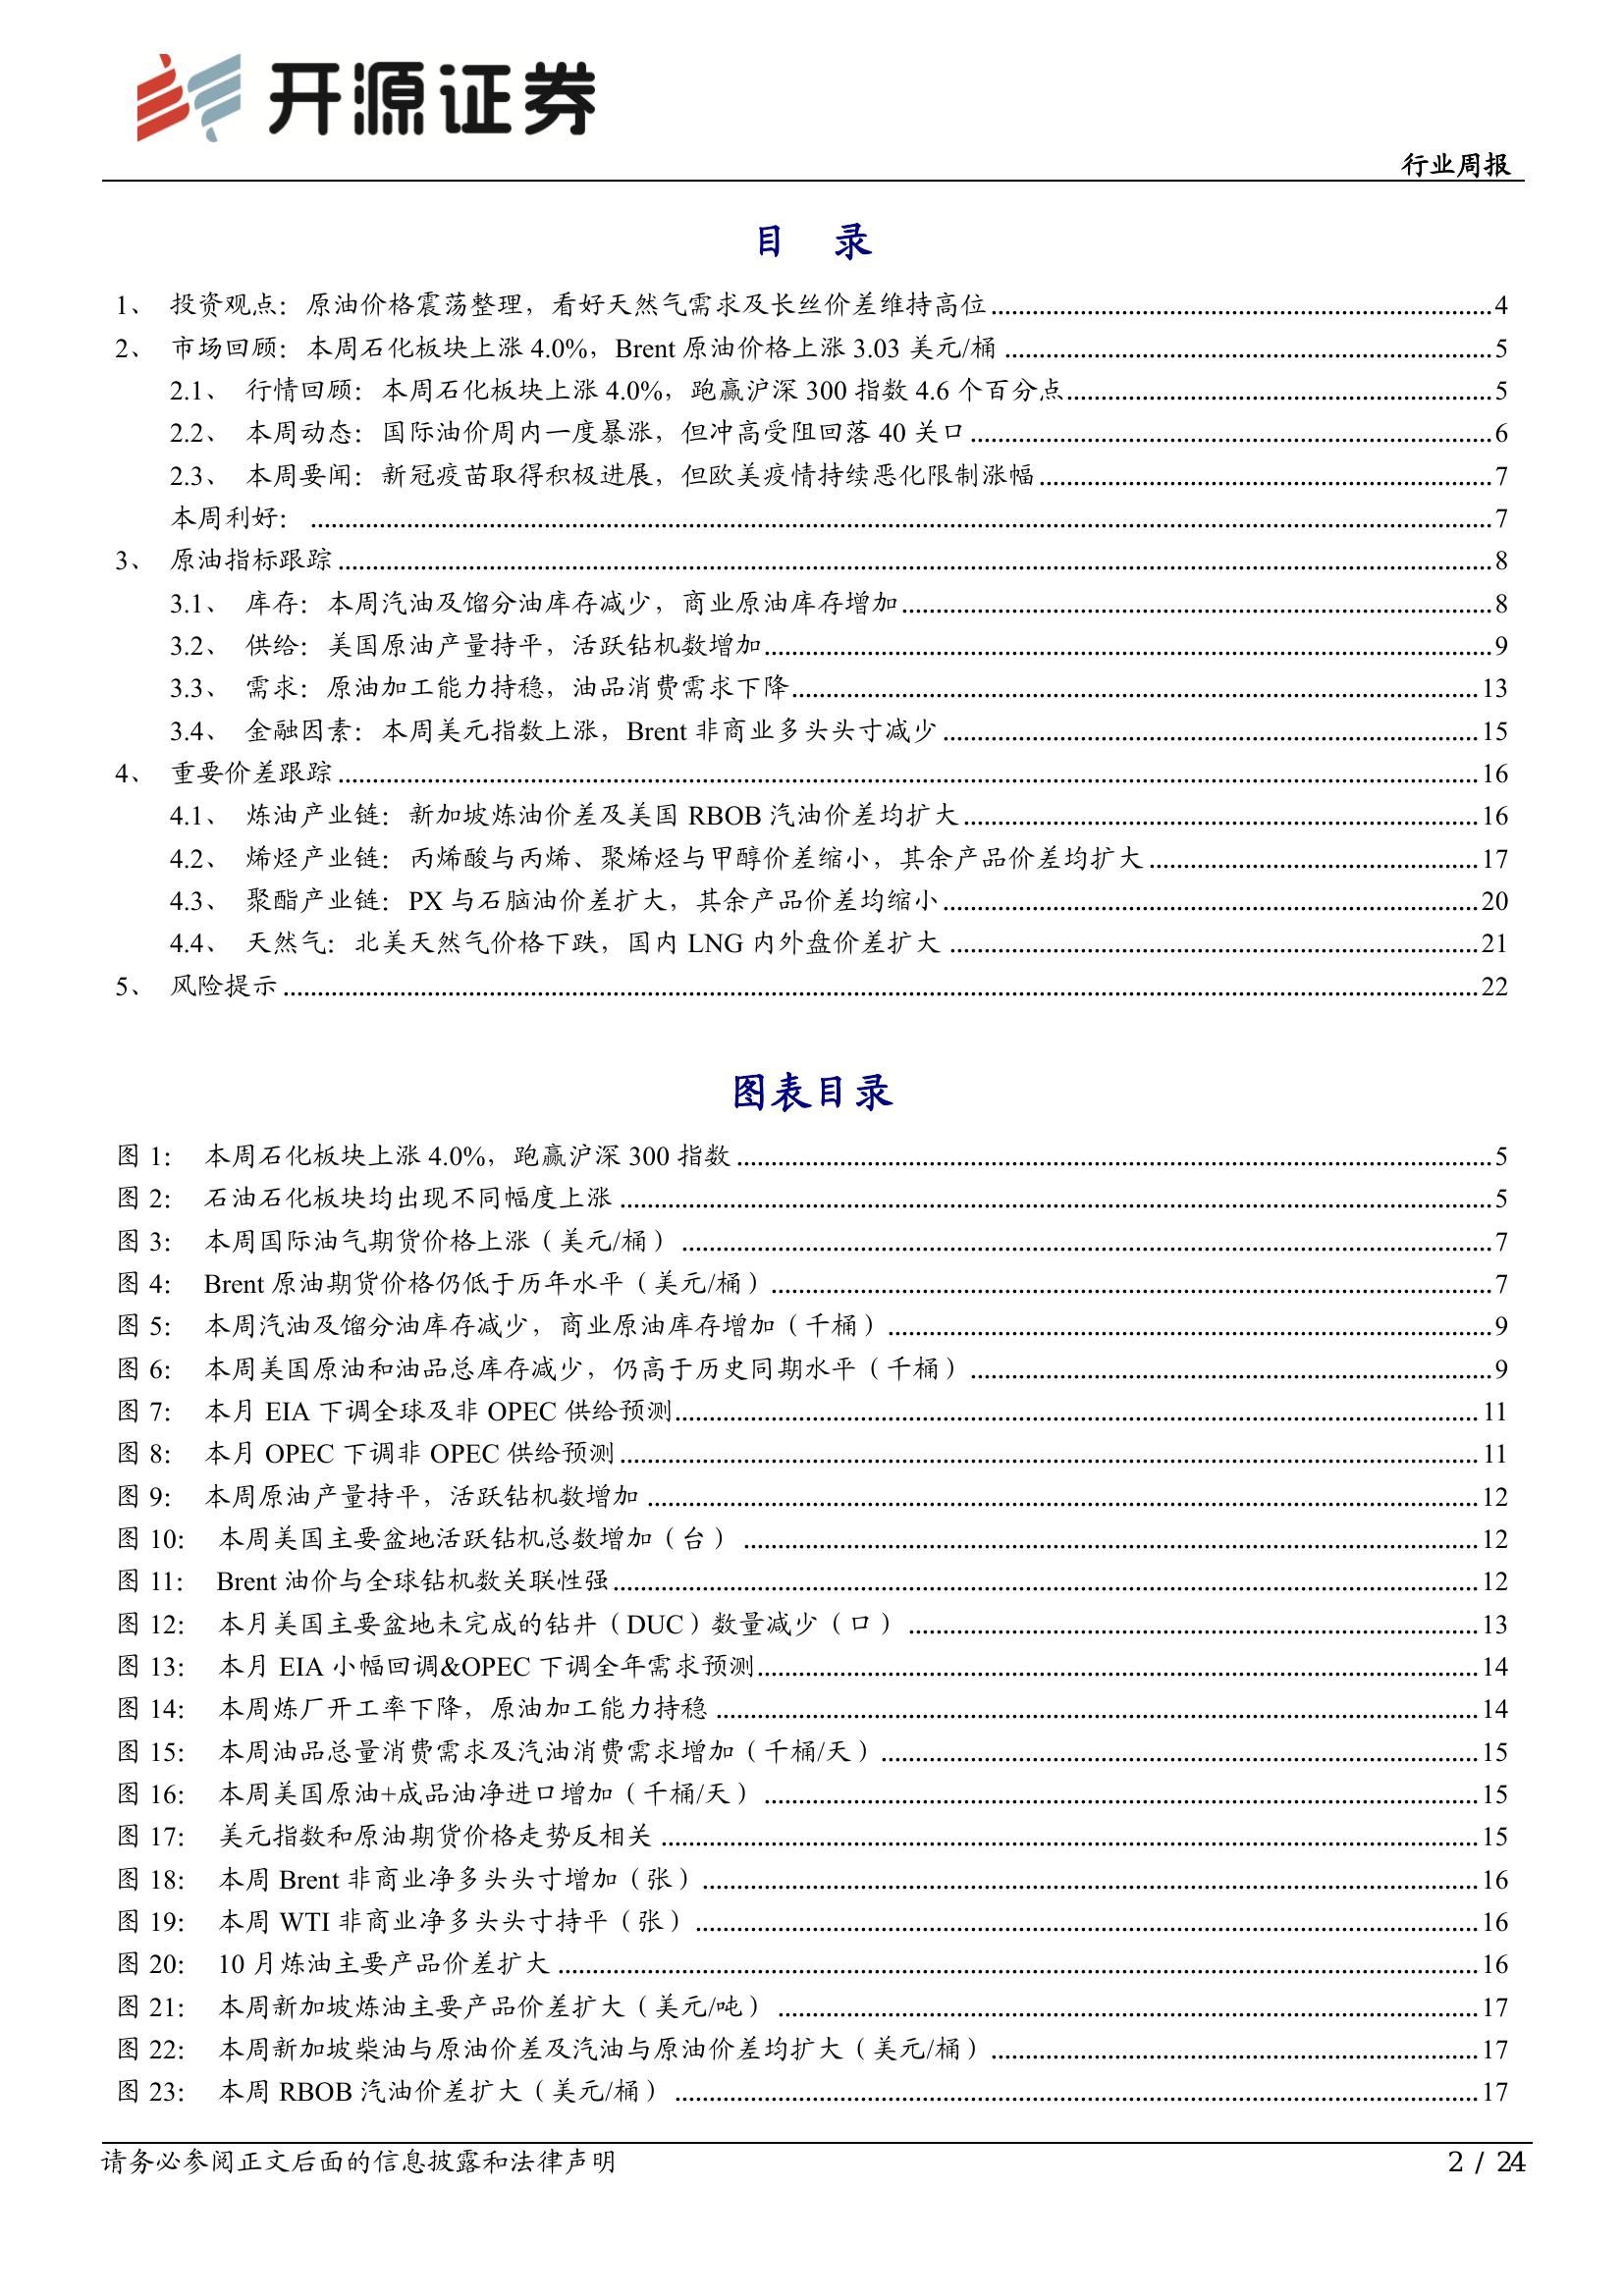 开源证券
行业周报
目 录
1、 投资观点：原油价格震荡整理，看好天然气需求及长丝价差维持高位 4
2、 市场回顾：本周石化板块上涨 4.0%，Brent 原油价格上涨 3.03 美元/桶 5
2.1、 行情回顾：本周石化板块上涨 4.0%，跑赢沪深 300 指数 4.6 个百分点 5
2.2、 本周动态：国际油价周内一度暴涨，但冲高受阻回落 40 关口 6
2.3、 本周要闻：新冠疫苗取得积极进展，但欧美疫情持续恶化限制涨幅 7
本周利好： 7
3、 原油指标跟踪 8
3.1、 库存：本周汽油及馏分油库存减少，商业原油库存增加 8
3.2、 供给：美国原油产量持平，活跃钻机数增加 9
3.3、 需求：原油加工能力持稳，油品消费需求下降 13
3.4、 金融因素：本周美元指数上涨，Brent 非商业多头头寸减少 15
4、 重要价差跟踪 16
4.1、 炼油产业链：新加坡炼油价差及美国 RBOB 汽油价差均扩大 16
4.2、 烯烃产业链：丙烯酸与丙烯、聚烯烃与甲醇价差缩小，其余产品价差均扩大 17
4.3、 聚酯产业链：PX 与石脑油价差扩大，其余产品价差均缩小 20
4.4、 天然气：北美天然气价格下跌，国内 LNG 内外盘价差扩大 21
5、 风险提示 22
图表目录
图 1： 本周石化板块上涨 4.0%，跑赢沪深 300 指数 5
图 2： 石油石化板块均出现不同幅度上涨 5
图 3： 本周国际油气期货价格上涨（美元/桶） 7
图 4： Brent 原油期货价格仍低于历年水平（美元/桶） 7
图 5： 本周汽油及馏分油库存减少，商业原油库存增加（千桶） 9
图 6： 本周美国原油和油品总库存减少，仍高于历史同期水平（千桶） 9
图 7： 本月 EIA 下调全球及非 OPEC 供给预测 11
图 8： 本月 OPEC 下调非 OPEC 供给预测 11
图 9： 本周原油产量持平，活跃钻机数增加 12
图 10： 本周美国主要盆地活跃钻机总数增加（台） 12
图 11： Brent 油价与全球钻机数关联性强 12
图 12： 本月美国主要盆地未完成的钻井（DUC）数量减少（口） 13
图 13： 本月 EIA 小幅回调&OPEC 下调全年需求预测 14
图 14： 本周炼厂开工率下降，原油加工能力持稳 14
图 15： 本周油品总量消费需求及汽油消费需求增加（千桶/天） 15
图 16： 本周美国原油+成品油净进口增加（千桶/天） 15
图 17： 美元指数和原油期货价格走势反相关 15
图 18： 本周 Brent 非商业净多头头寸增加（张） 16
图 19： 本周 WTI 非商业净多头头寸持平（张） 16
图 20： 10 月炼油主要产品价差扩大 16
图 21： 本周新加坡炼油主要产品价差扩大（美元/吨） 17
图 22： 本周新加坡柴油与原油价差及汽油与原油价差均扩大（美元/桶） 17
图 23： 本周 RBOB 汽油价差扩大（美元/桶） 17
请务必参阅正文后面的信息披露和法律声明
2 / 24